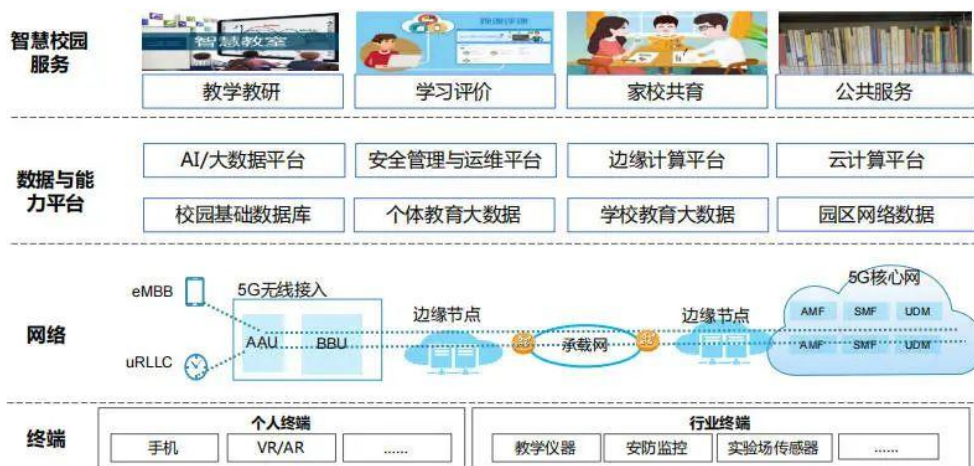 智慧校园
服务
智慧教室
教学教研
学习评价
家校共育
公共服务
数据与能
力平台
AI/大数据平台
安全管理与运维平台
边缘计算平台
云计算平台
校园基础数据库
个体教育大数据
学校教育大数据
园区网络数据
网络
eMBB
uRLLC
5G无线接入
AAU
BBU
边缘节点
承载网
边缘节点
5G核心网
AMF
SMF
UDM
AMF
SMF
UDM
终端
个人终端
手机
VR/AR
......
行业终端
教学仪器
安防监控
实验场传感器
......